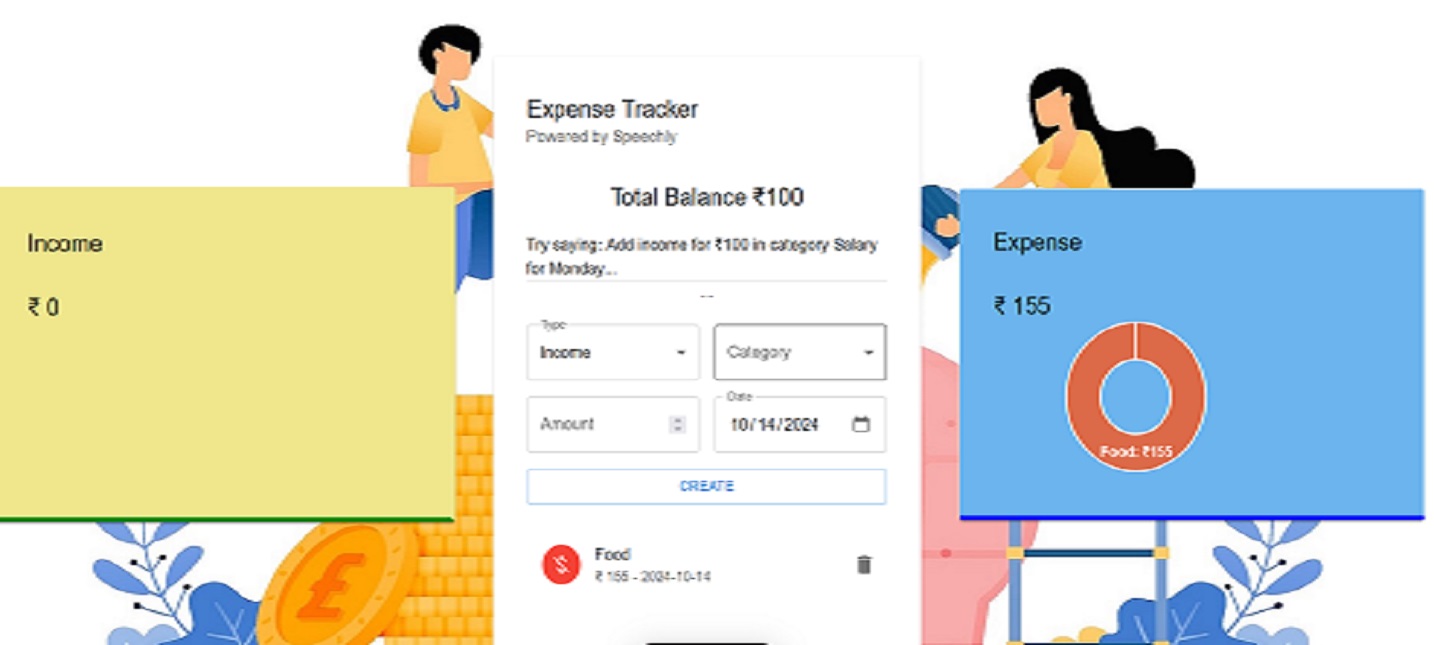 Expense Tracker
Powered by Speechly
Total Balance ₹100
Try saying: Add income for ₹100 in category Salary
for Monday...
--
Type
Income
Category
Amount
Date
10/14/2024
CREATE
Food
₹ 155 - 2024-10-14
Income
₹ 0
Expense
₹ 155
Food: ₹155
£